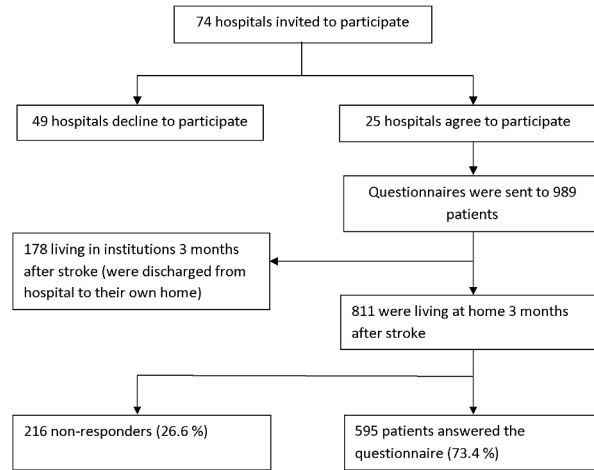 74 hospitals invited to participate
49 hospitals decline to participate
25 hospitals agree to participate
Questionnaires were sent to 989
patients
178 living in institutions 3 months
after stroke (were discharged from
hospital to their own home)
811 were living at home 3 months
after stroke
216 non-responders (26.6 %)
595 patients answered the
questionnaire (73.4 %)